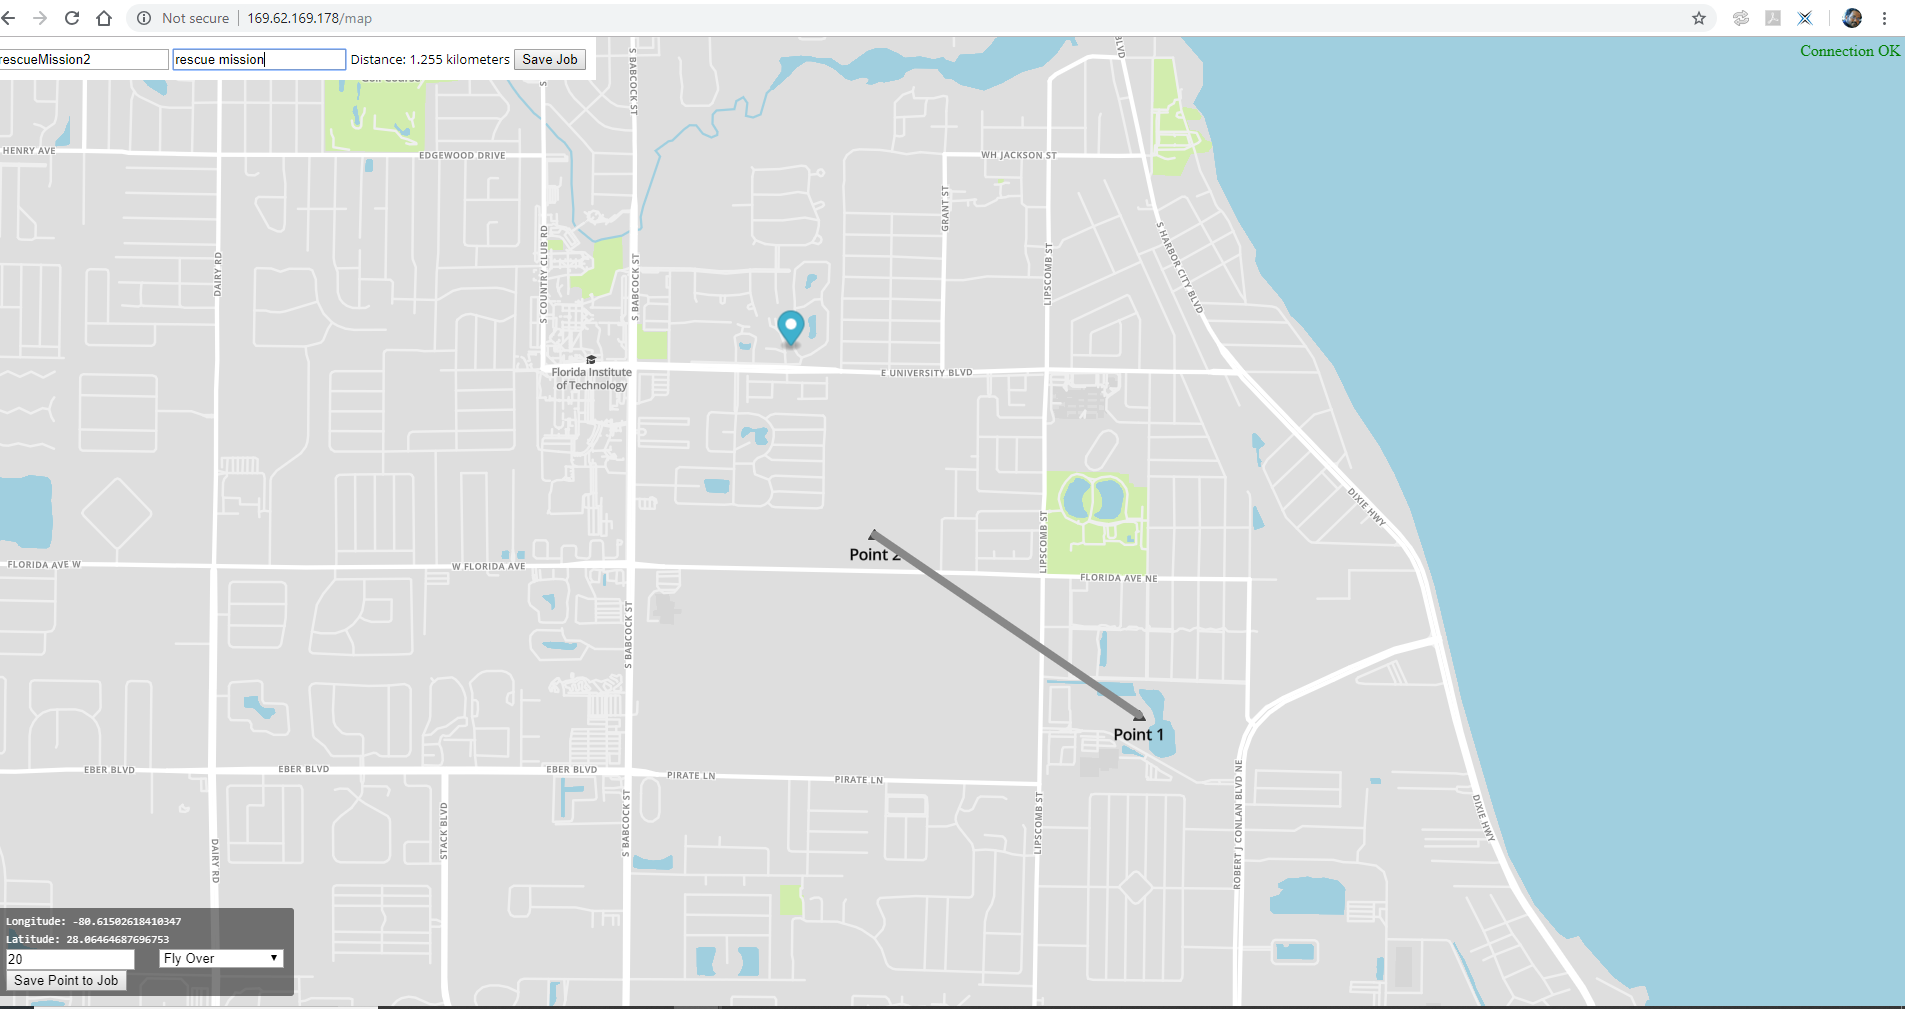 Not secure
169.62.169.178/map
rescueMission2
rescue mission
Distance: 1.255 kilometers
Save Job
Connection OK
S BABCOCK ST
BLVD
HENRY AVE
EDGEWOOD DRIVE
WH JACKSON ST
GRANT ST
DAIRY RD
S COUNTRY CLUB RD
S BABCOCK ST
LIPSCOMB ST
S HARBOR CITY BLVD
Florida Institute
of Technology
E UNIVERSITY BLVD
DIXIE HWY
LIPSCOMB ST
Point 2
FLORIDA AVE W
W FLORIDA AVE
FLORIDA AVE NE
S BABCOCK ST
Point 1
EBER BLVD
EBER BLVD
EBER BLVD
PIRATE LN
PIRATE LN
STACK BLVD
S BABCOCK ST
LIPSCOMB ST
ROBERT J CONLAN BLVD NE
DIXIE HWY
DAIRY RD
Longitude: -80.61502618410347
Latitude: 28.06464687696753
20
Fly Over
Save Point to Job